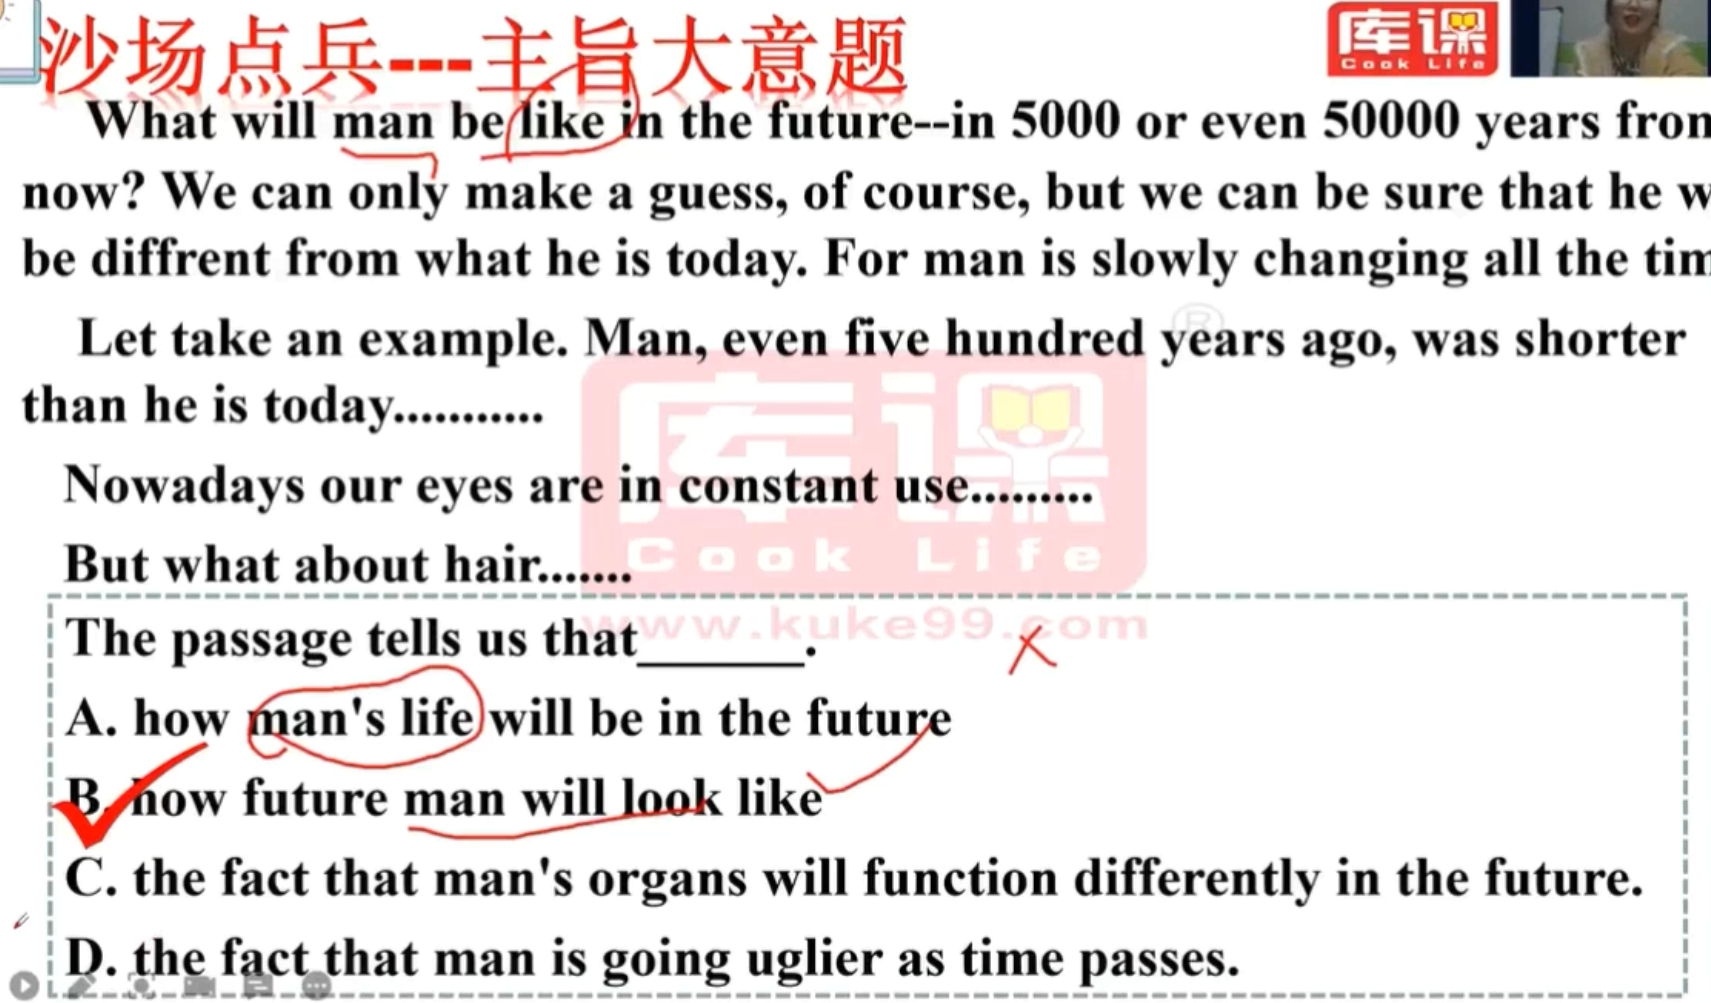 沙场点兵---主旨大意题
库课
Cook Life
What will man be like in the future--in 5000 or even 50000 years
now? We can only make a guess, of course, but we can be sure that he
be diffrent from what he is today. For man is slowly changing all the
Let take an example. Man, even five hundred years ago, was shorter
than he is today...........
Nowadays our eyes are in constant use.........
But what about hair.......
库课
Cook Life
www.kuke99.com
The passage tells us that______.
A. how man's life will be in the future
B. how future man will look like
C. the fact that man's organs will function differently in the future.
D. the fact that man is going uglier as time passes.